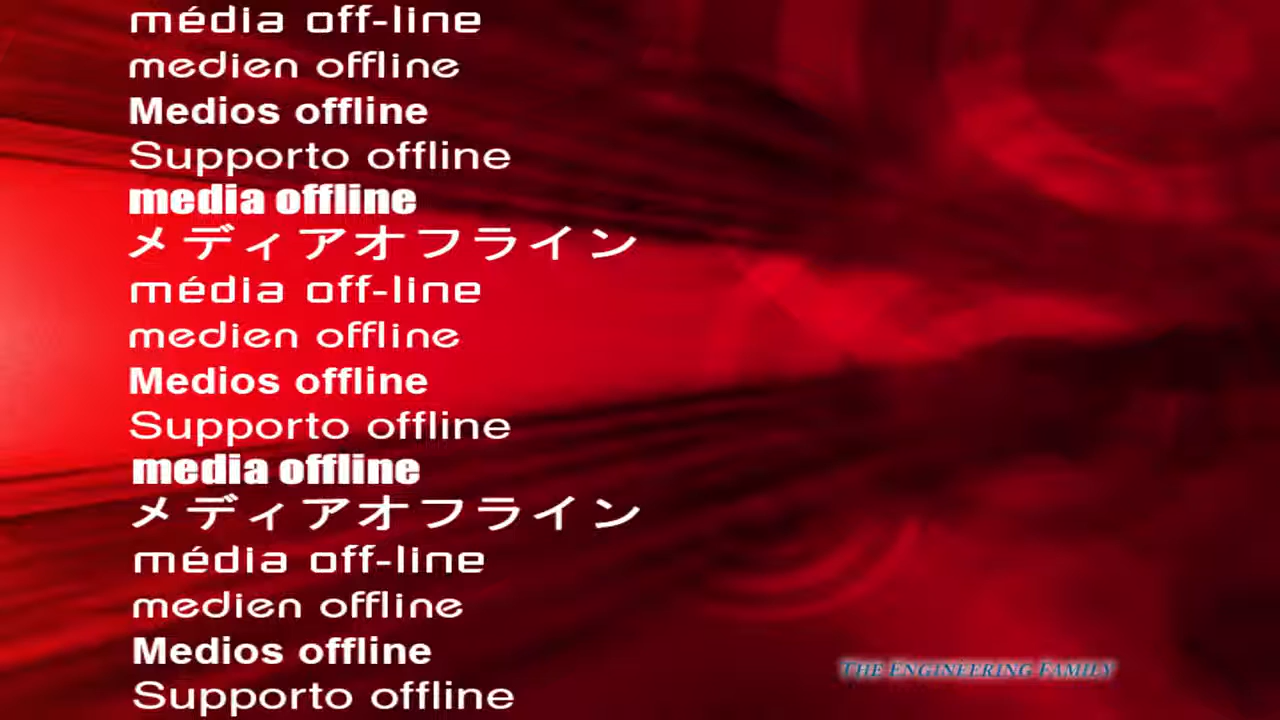 média off-line
medien offline
Medios offline
Supporto offline
media offline
メディアオフライン
média off-line
medien offline
Medios offline
Supporto offline
media offline
メディアオフライン
média off-line
medien offline
Medios offline
Supporto offline
THE ENGINEERING FAMILY